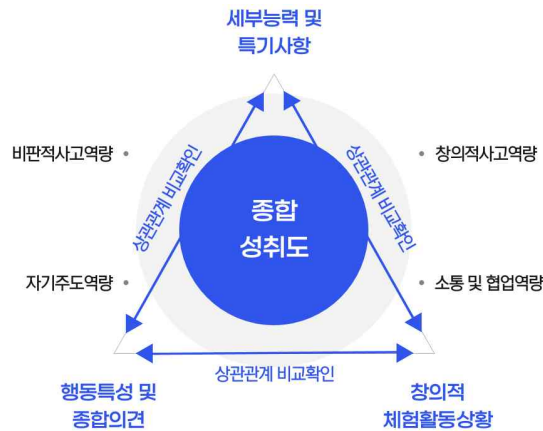 세부능력 및
특기사항
비판적사고역량
상관관계 비교확인
상관관계 비교확인
창의적사고역량
종합
성취도
자기주도역량
소통 및 협업역량
상관관계 비교확인
행동특성 및
종합의견
창의적
체험활동상황